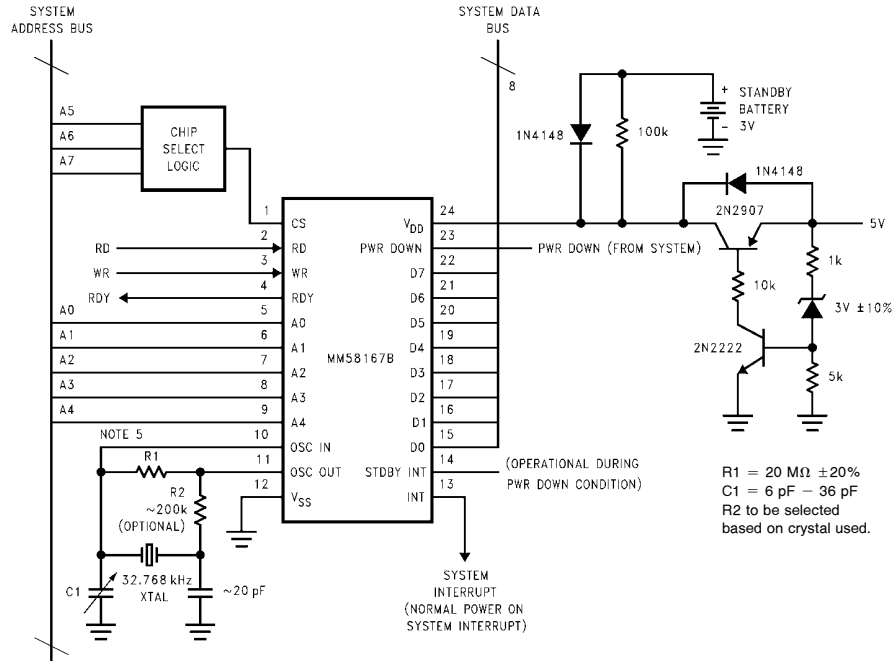 SYSTEM
ADDRESS BUS
SYSTEM DATA
BUS
8
A5
A6
A7
CHIP
SELECT
LOGIC
1N4148
100k
+
-
STANDBY
BATTERY
3V
1N4148
2N2907
5V
1k
10k
3V ±10%
2N2222
5k
1
CS
2
RD
RD
3
WR
WR
4
RDY
RDY
A0
5
A0
A1
6
A1
A2
7
A2
A3
8
A3
A4
9
A4
NOTE 5
10
OSC IN
11
OSC OUT
12
VSS
MM58167B
24
VDD
23
PWR DOWN
PWR DOWN (FROM SYSTEM)
22
D7
21
D6
20
D5
19
D4
18
D3
17
D2
16
D1
15
D0
14
STDBY INT
(OPERATIONAL DURING
PWR DOWN CONDITION)
13
INT
R1
R2
~200k
(OPTIONAL)
C1
32.768 kHz
XTAL
~20 pF
SYSTEM
INTERRUPT
(NORMAL POWER ON
SYSTEM INTERRUPT)
R1 = 20 MΩ ±20%
C1 = 6 pF – 36 pF
R2 to be selected
based on crystal used.